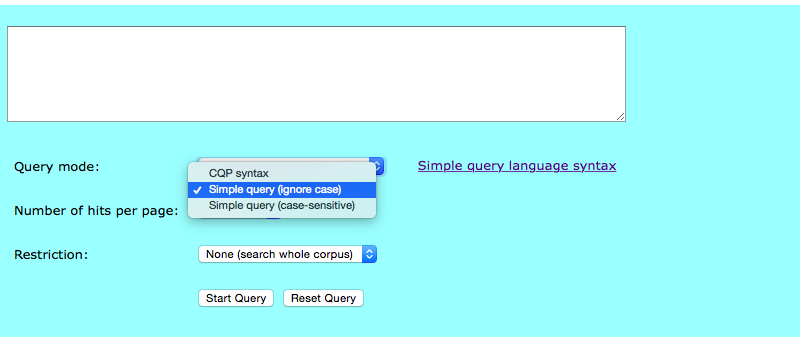 Query mode:
Simple query language syntax
CQP syntax
✓ Simple query (ignore case)
Simple query (case-sensitive)
Number of hits per page:
Restriction:
None (search whole corpus)
Start Query
Reset Query